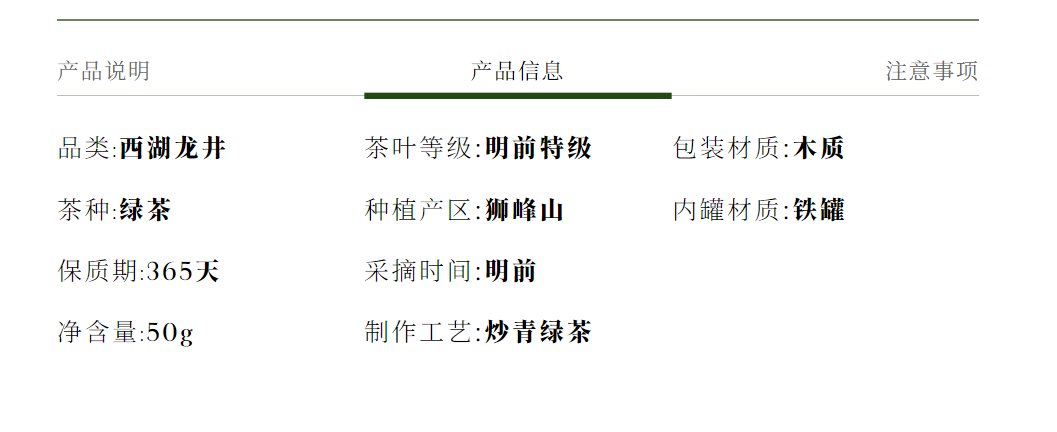 产品说明 产品信息 注意事项
品类:西湖龙井 茶叶等级:明前特级 包装材质:木质
茶种:绿茶 种植产区:狮峰山 内罐材质:铁罐
保质期:365天 采摘时间:明前
净含量:50g 制作工艺:炒青绿茶